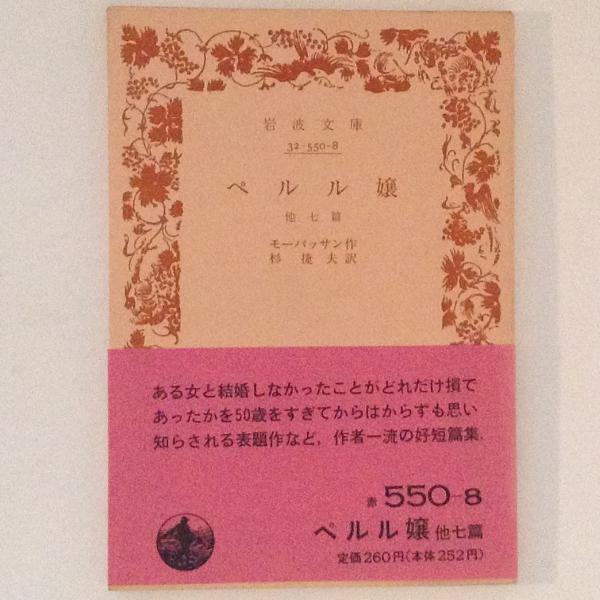 岩波文庫
32-550-8
ペルル嬢
他七篇
モーパッサン作
杉捷夫訳
ある女と結婚しなかったことがどれだけ損で
あったかを50歳をすぎてからはからずも思い
知らされる表題作など，作者一流の好短篇集．
赤 550-8
ペルル嬢 他七篇
定価260円（本体252円）